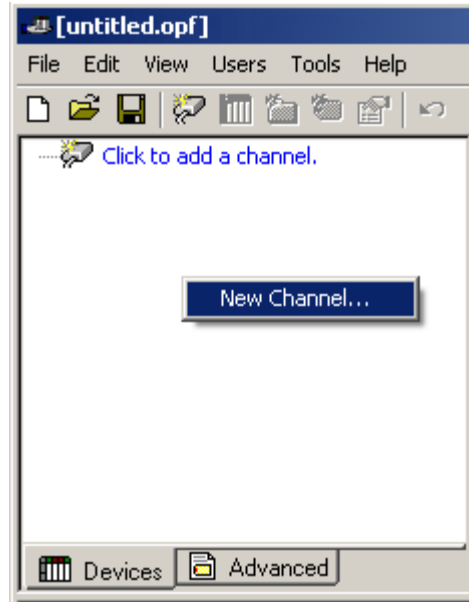 [untitled.opf]
File Edit View Users Tools Help
Click to add a channel.
New Channel...
Devices Advanced